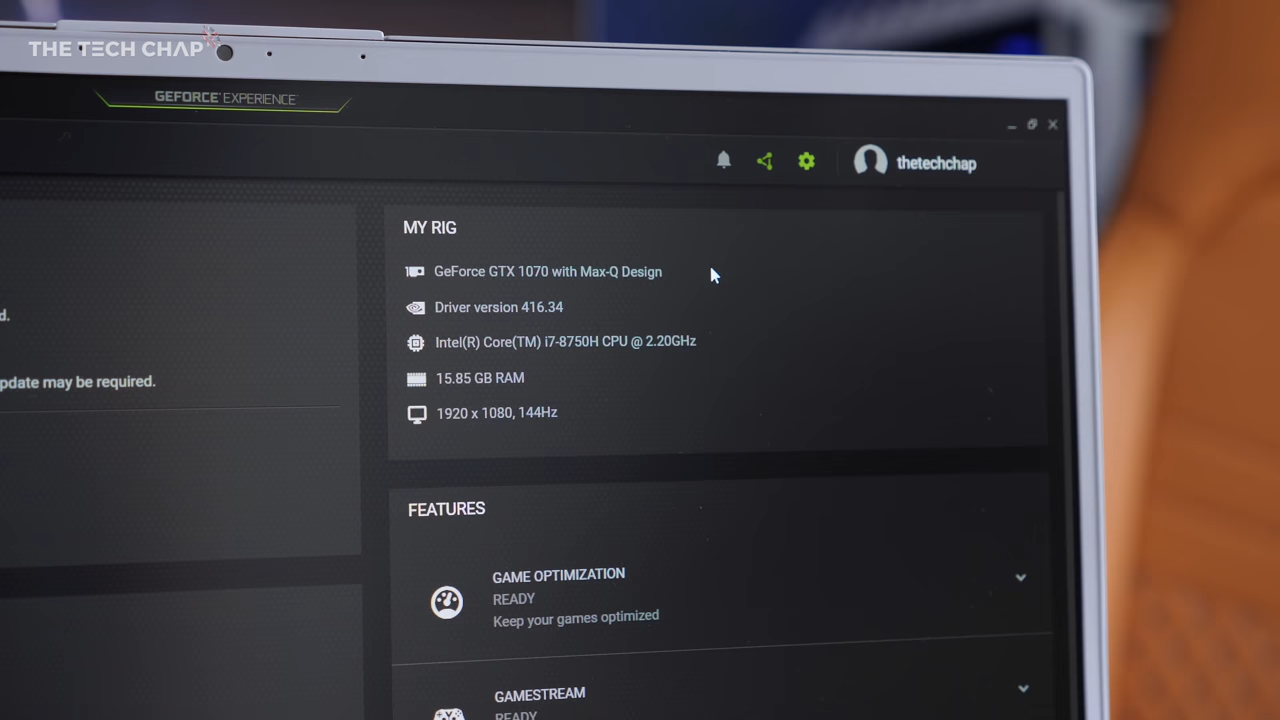 THE TECH CHAP
GEFORCE EXPERIENCE
thetechchap
d.
pdate may be required.
MY RIG
GeForce GTX 1070 with Max-Q Design
Driver version 416.34
Intel(R) Core(TM) i7-8750H CPU @ 2.20GHz
15.85 GB RAM
1920 x 1080, 144Hz
FEATURES
GAME OPTIMIZATION
READY
Keep your games optimized
GAMESTREAM
READY